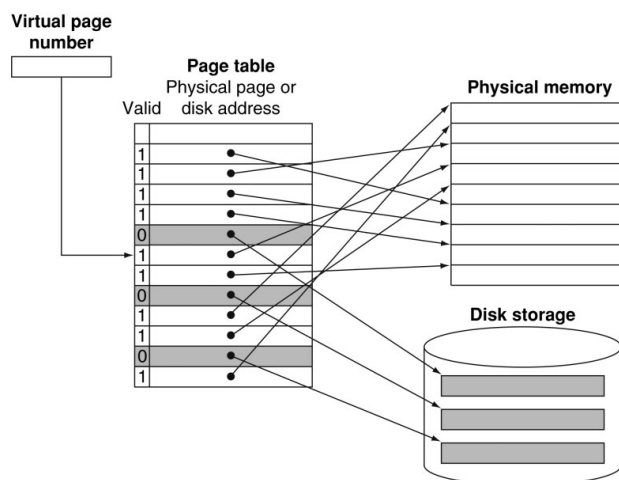 Virtual page
number
Page table
Physical page or
Valid disk address
Physical memory
1
1
1
1
0
1
1
0
1
1
0
1
Disk storage